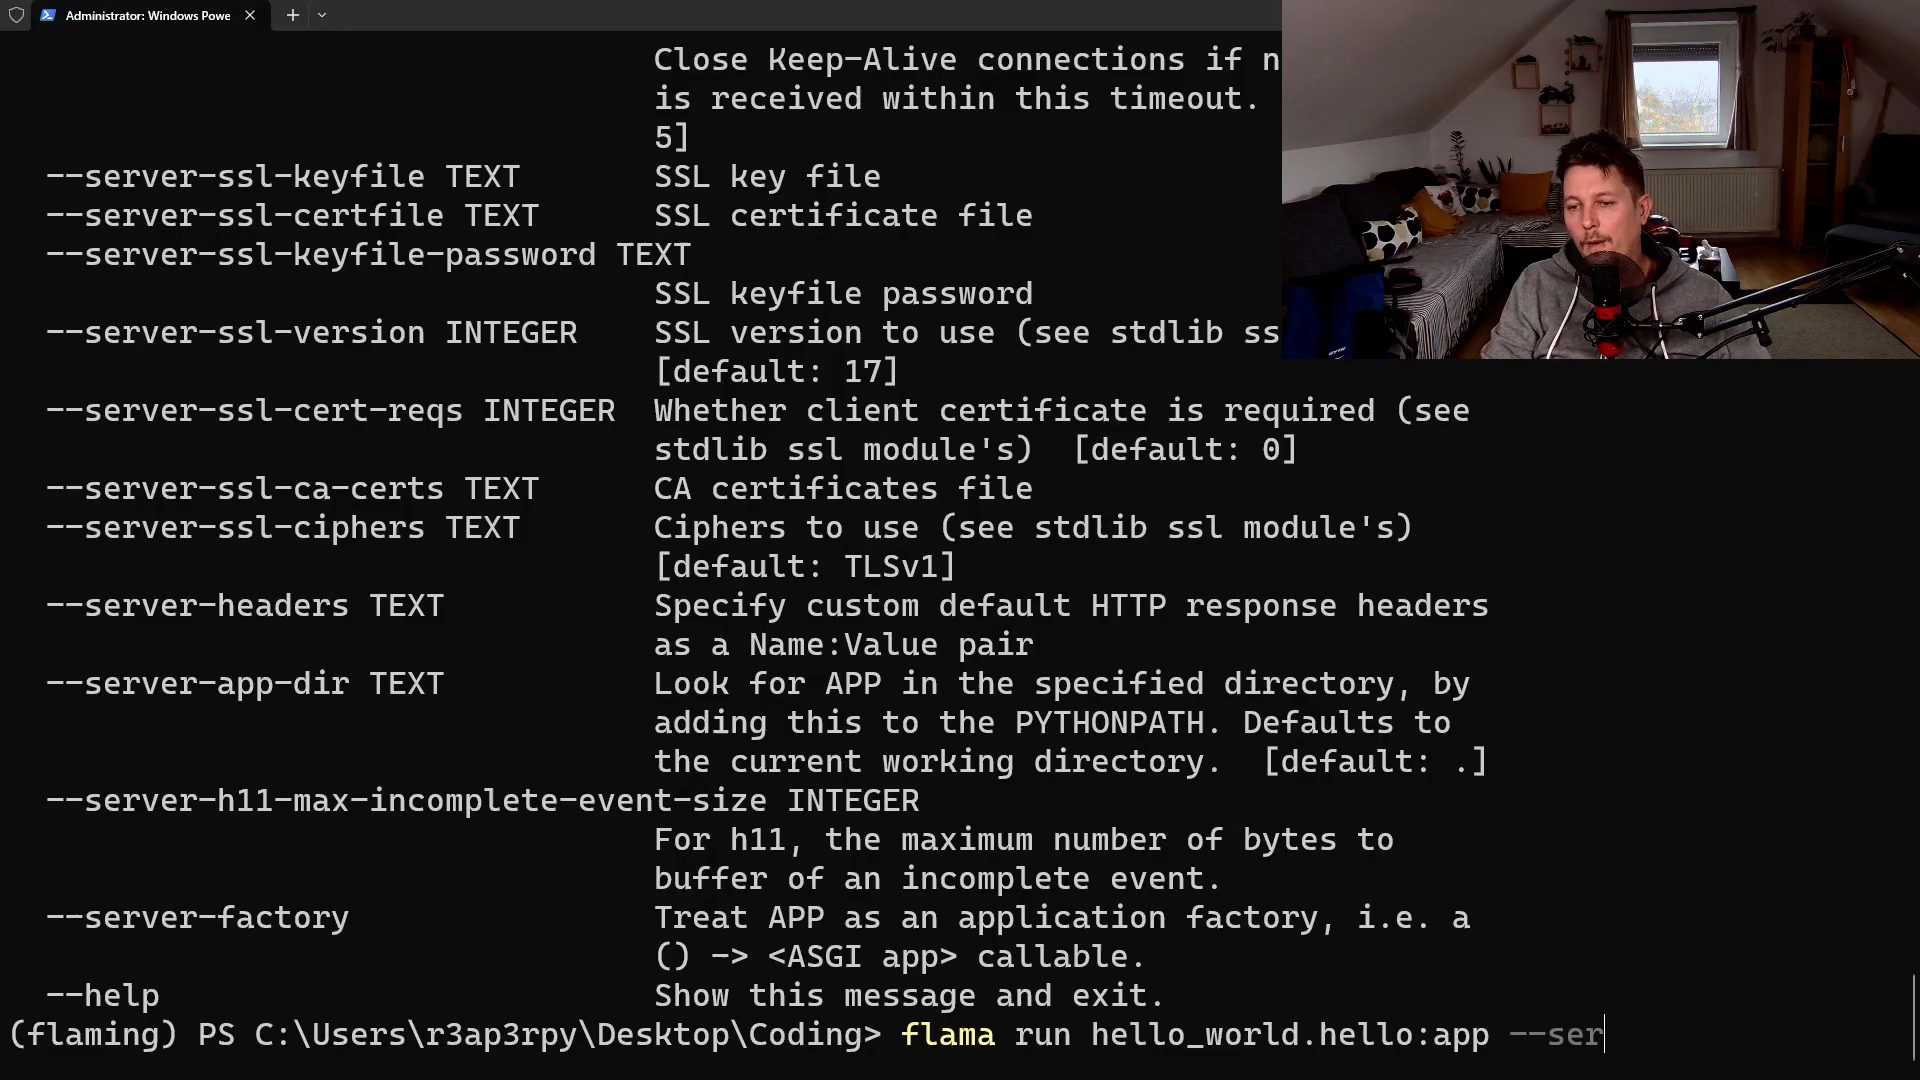 Administrator: Windows Powe
Close Keep-Alive connections if n
is received within this timeout.
5]
--server-ssl-keyfile TEXT SSL key file
--server-ssl-certfile TEXT SSL certificate file
--server-ssl-keyfile-password TEXT
SSL keyfile password
--server-ssl-version INTEGER SSL version to use (see stdlib ss
[default: 17]
--server-ssl-cert-reqs INTEGER Whether client certificate is required (see
stdlib ssl module's) [default: 0]
--server-ssl-ca-certs TEXT CA certificates file
--server-ssl-ciphers TEXT Ciphers to use (see stdlib ssl module's)
[default: TLSv1]
--server-headers TEXT Specify custom default HTTP response headers
as a Name:Value pair
--server-app-dir TEXT Look for APP in the specified directory, by
adding this to the PYTHONPATH. Defaults to
the current working directory. [default: .]
--server-h11-max-incomplete-event-size INTEGER
For h11, the maximum number of bytes to
buffer of an incomplete event.
--server-factory Treat APP as an application factory, i.e. a
() -> <ASGI app> callable.
--help Show this message and exit.
(flaming) PS C:\Users\r3ap3rpy\Desktop\Coding> flama run hello_world.hello:app --ser